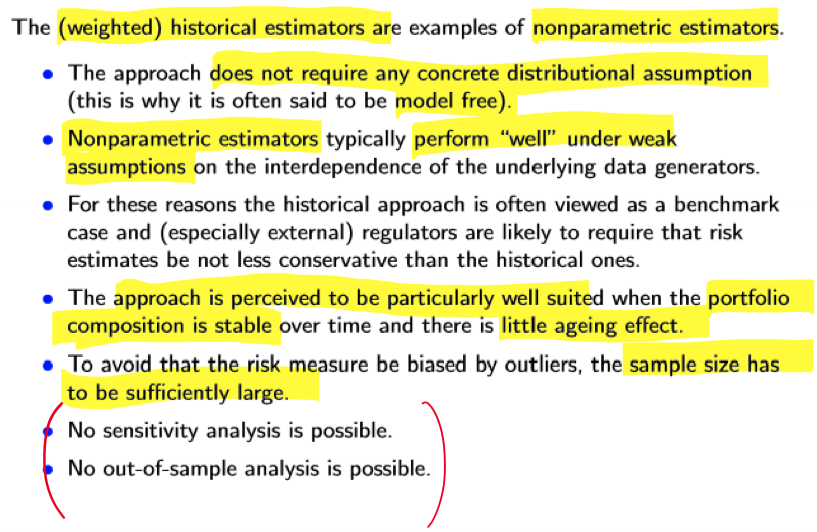 The (weighted) historical estimators are examples of nonparametric estimators.
• The approach does not require any concrete distributional assumption
(this is why it is often said to be model free).
• Nonparametric estimators typically perform “well” under weak
assumptions on the interdependence of the underlying data generators.
• For these reasons the historical approach is often viewed as a benchmark
case and (especially external) regulators are likely to require that risk
estimates be not less conservative than the historical ones.
• The approach is perceived to be particularly well suited when the portfolio
composition is stable over time and there is little ageing effect.
• To avoid that the risk measure be biased by outliers, the sample size has
to be sufficiently large.
• No sensitivity analysis is possible.
• No out-of-sample analysis is possible.